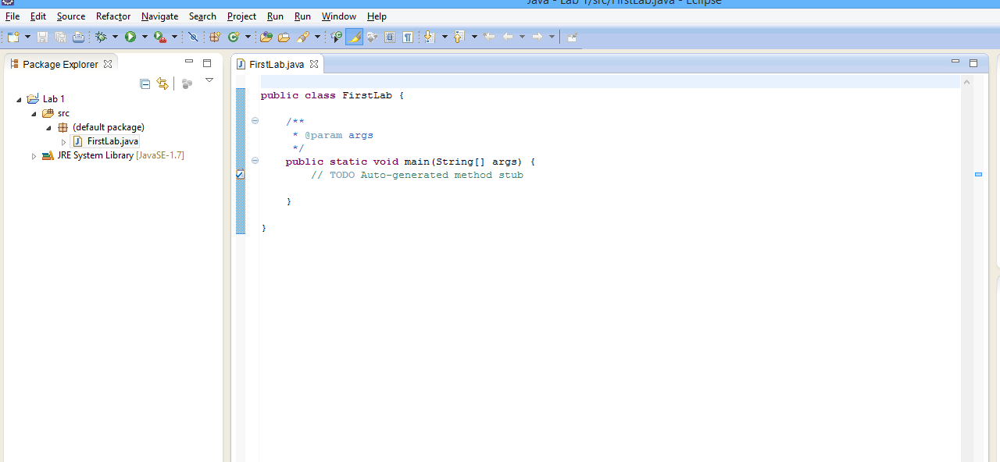 Java - Lab 1/src/FirstLab.java - Eclipse
File Edit Source Refactor Navigate Search Project Run Run Window Help
Package Explorer
Lab 1
src
(default package)
FirstLab.java
JRE System Library [JavaSE-1.7]
FirstLab.java
public class FirstLab {
/**
* @param args
*/
public static void main(String[] args) {
// TODO Auto-generated method stub
}
}